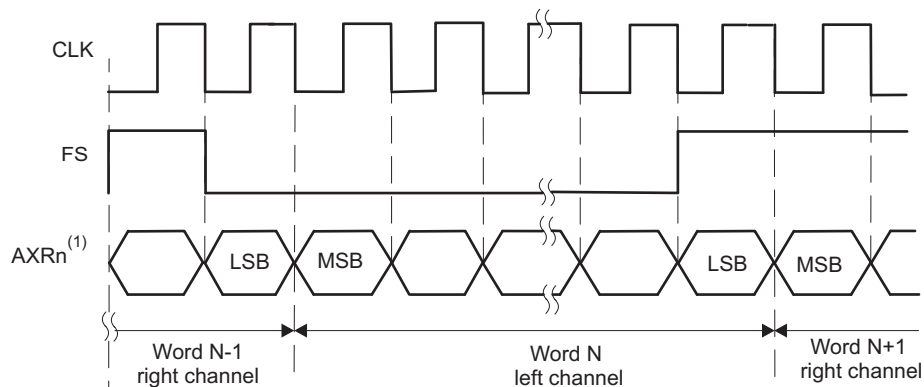 CLK
FS
AXRn(1)
LSB
MSB
LSB
MSB
Word N-1
right channel
Word N
left channel
Word N+1
right channel